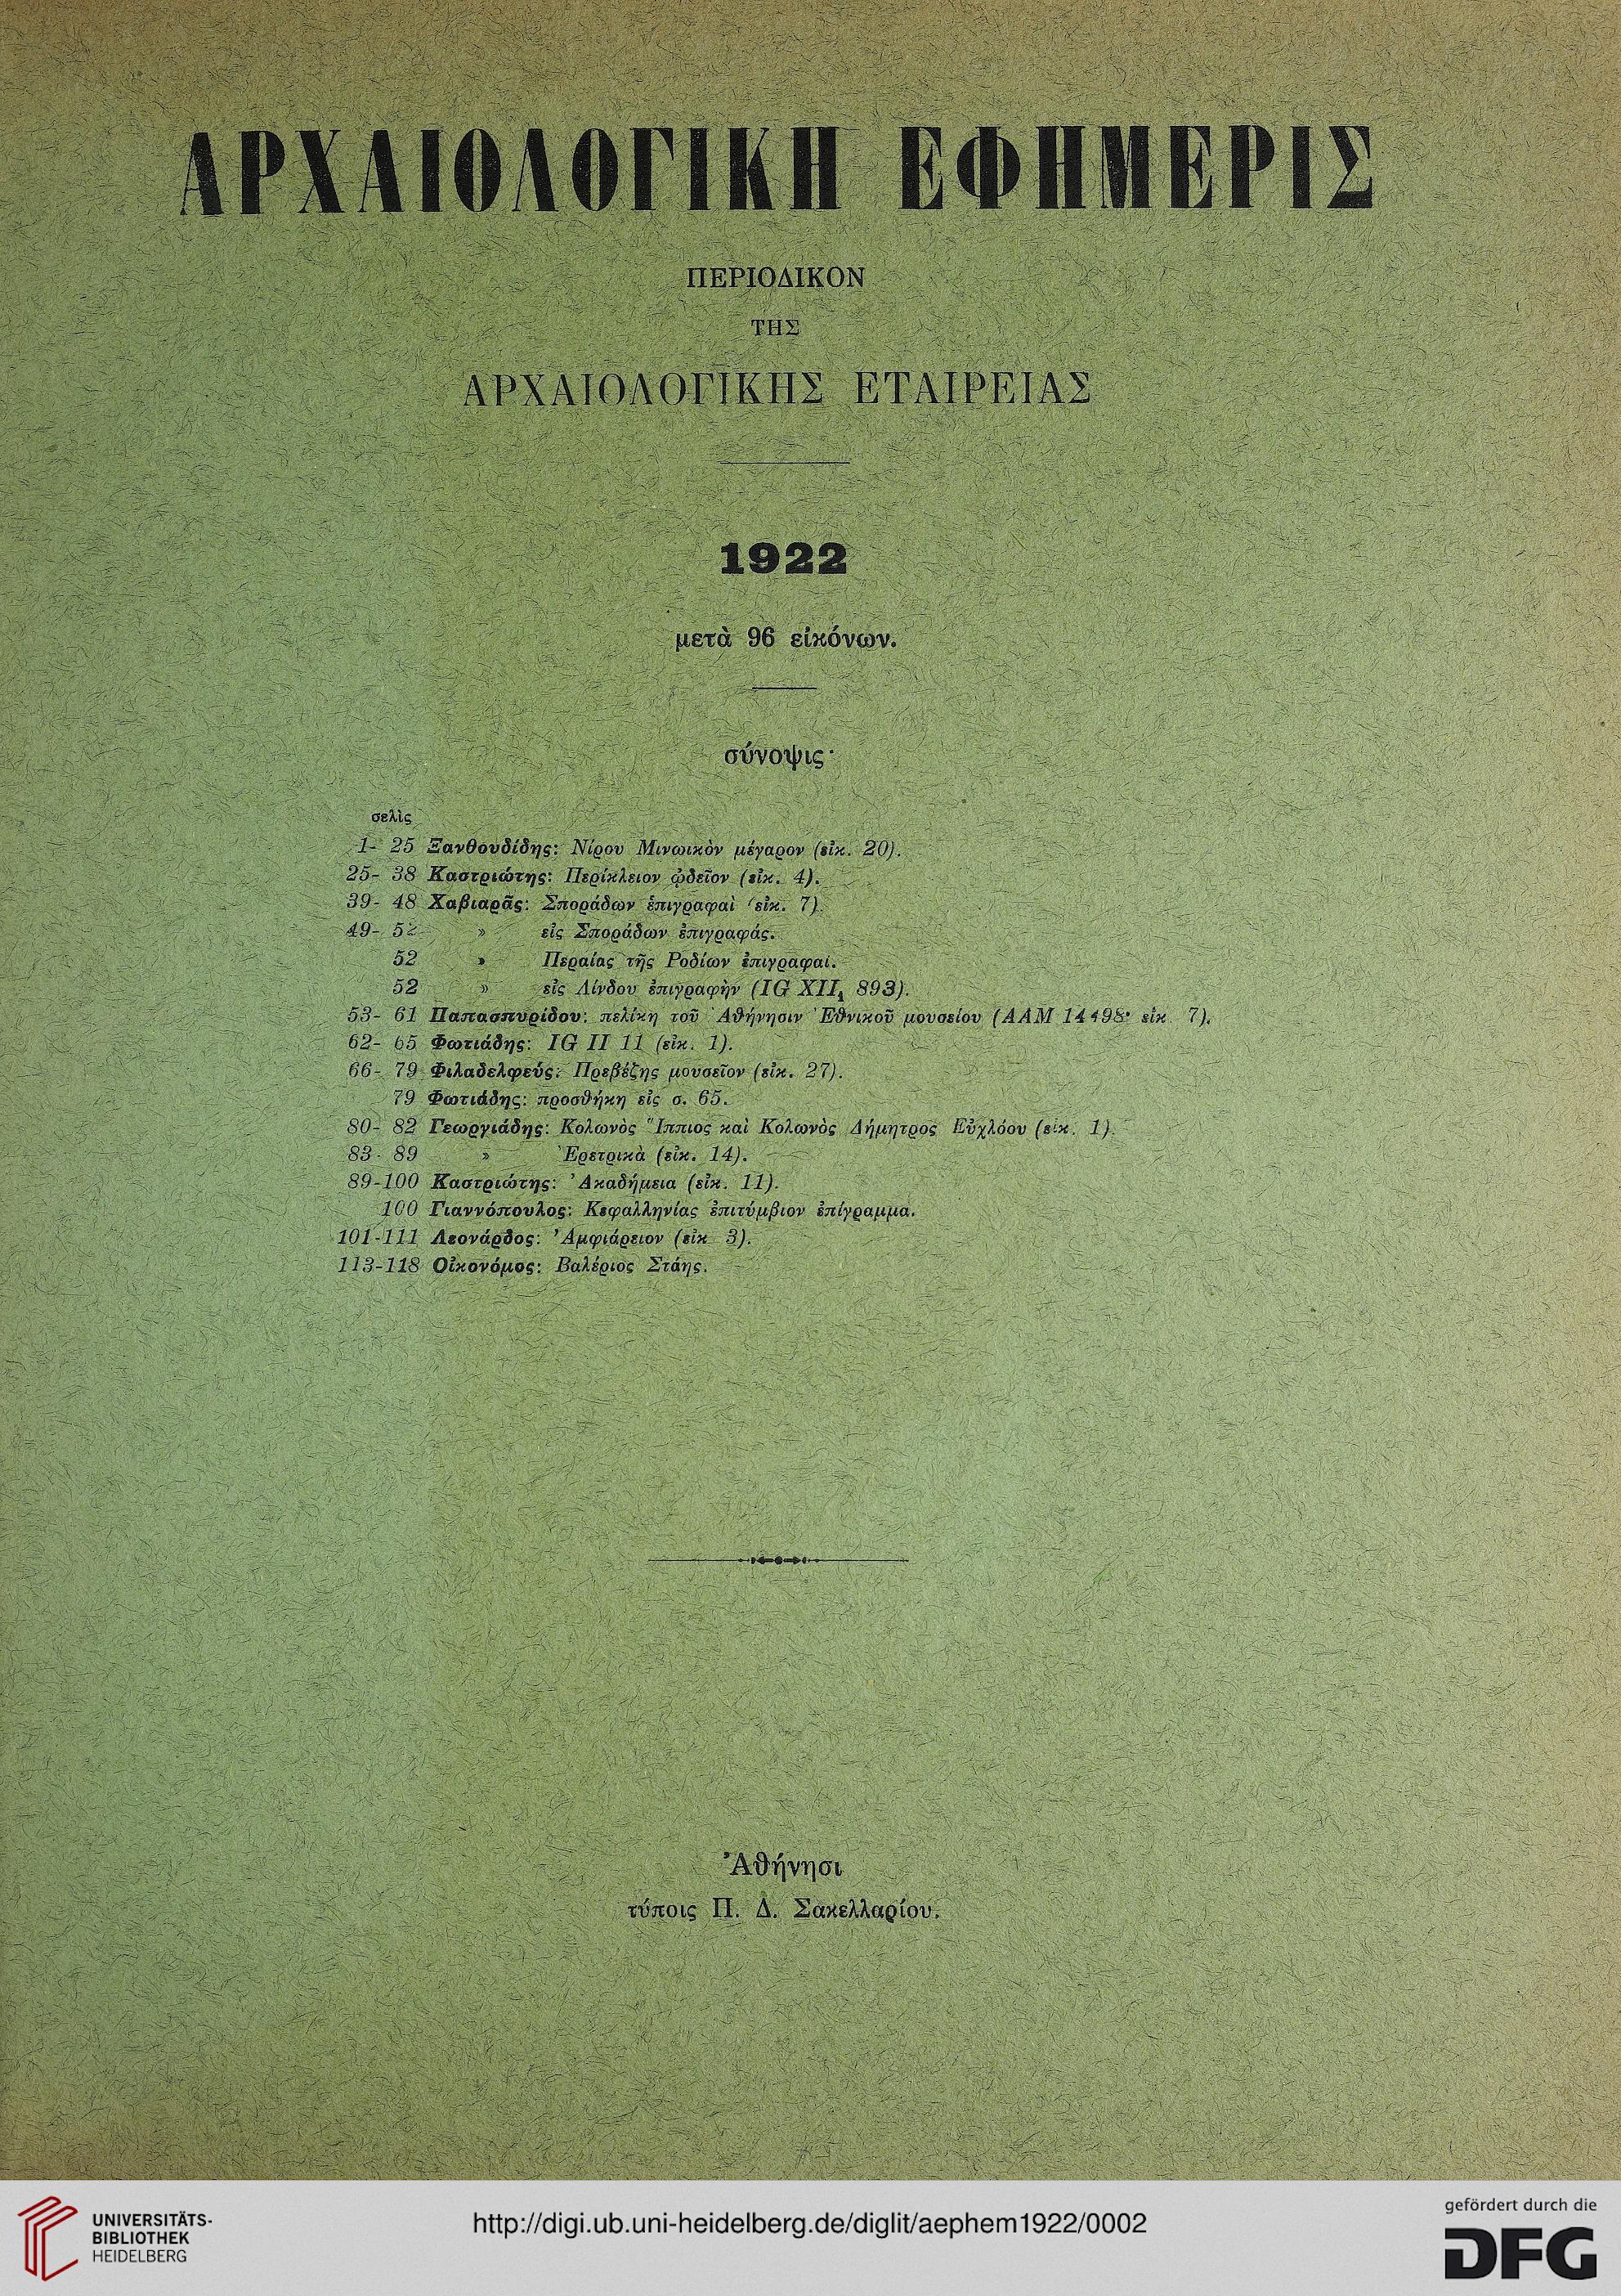 ΑΡΧΑΙΟΛΟΓΙΚΗ ΕΦΗΜΕΡΙΣ
ΠΕΡΙΟΔΙΚΟΝ
ΤΗΣ
ΑΡΧΑΙΟΛΟΓΙΚΗΣ ΕΤΑΙΡΕΙΑΣ
1922
μετὰ 96 εἰκόνων.
σύνοψις·
σελὶς
1- 25 Ξανθουδίδης: Νίρου Μινωικὸν μέγαρον (εἰκ. 20).
25- 38 Καστριώτης: Περίκλειον ᾠδεῖον (εἰκ. 4).
39- 48 Χαβιαρᾶς: Σποράδων ἐπιγραφαὶ (εἰκ. 7).
49- 52 » εἰς Σποράδων ἐπιγραφάς.
52 » Περαίας τῆς Ροδίων ἐπιγραφαί.
52 » εἰς Λίνδου ἐπιγραφὴν (IG XII, 893).
53- 61 Παπασπυρίδου: πελίκη τοῦ Ἀθήνησιν Ἐθνικοῦ μουσείου (ΑΑΜ 14498· εἰκ. 7).
62- 65 Φωτιάδης: IG II 11 (εἰκ. 1).
66- 79 Φιλαδελφεύς: Πρεβέζης μουσεῖον (εἰκ. 27).
79 Φωτιάδης: προσθήκη εἰς σ. 65.
80- 82 Γεωργιάδης: Κολωνὸς Ἵππιος καὶ Κολωνὸς Δήμητρος Εὐχλόου (εἰκ. 1).
83- 89 » Ἐρετρικὰ (εἰκ. 14).
89-100 Καστριώτης: Ἀκαδήμεια (εἰκ. 11).
100 Γιαννόπουλος: Κεφαλληνίας ἐπιτύμβιον ἐπίγραμμα.
101-111 Λεονάρδος: Ἀμφιάρειον (εἰκ 3).
113-118 Οἰκονόμος: Βαλέριος Στάης.
Ἀθήνησι
τύποις Π. Δ. Σακελλαρίου.
UNIVERSITÄTS-
BIBLIOTHEK
HEIDELBERG
http://digi.ub.uni-heidelberg.de/diglit/aephem1922/0002
gefördert durch die
DFG